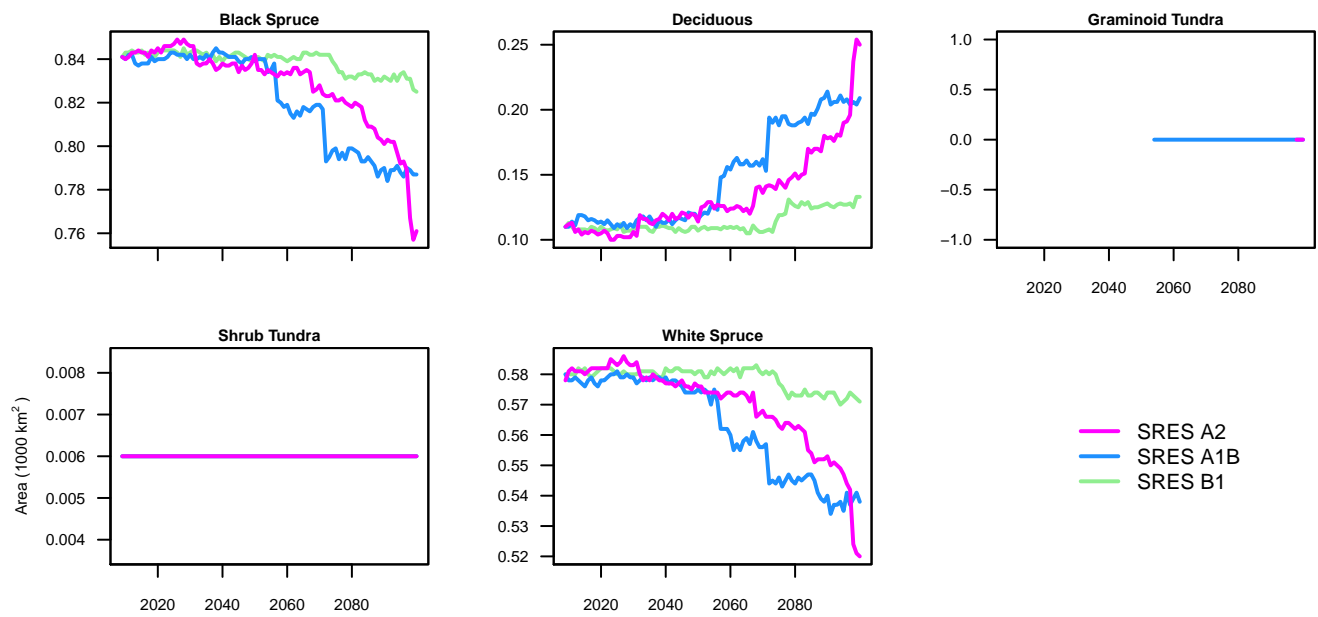 Black Spruce
0.84
0.82
0.80
0.78
0.76
Deciduous
0.25
0.20
0.15
0.10
Graminoid Tundra
1.0
0.5
0.0
−0.5
−1.0
2020 2040 2060 2080
Shrub Tundra
Area (1000 km²)
0.008
0.007
0.006
0.005
0.004
2020 2040 2060 2080
White Spruce
0.58
0.57
0.56
0.55
0.54
0.53
0.52
2020 2040 2060 2080
SRES A2
SRES A1B
SRES B1